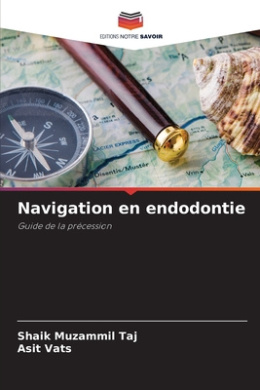 EDITIONS NOTRE SAVOIR
Navigation en endodontie
Guide de la précession
Shaik Muzammil Taj
Asit Vats